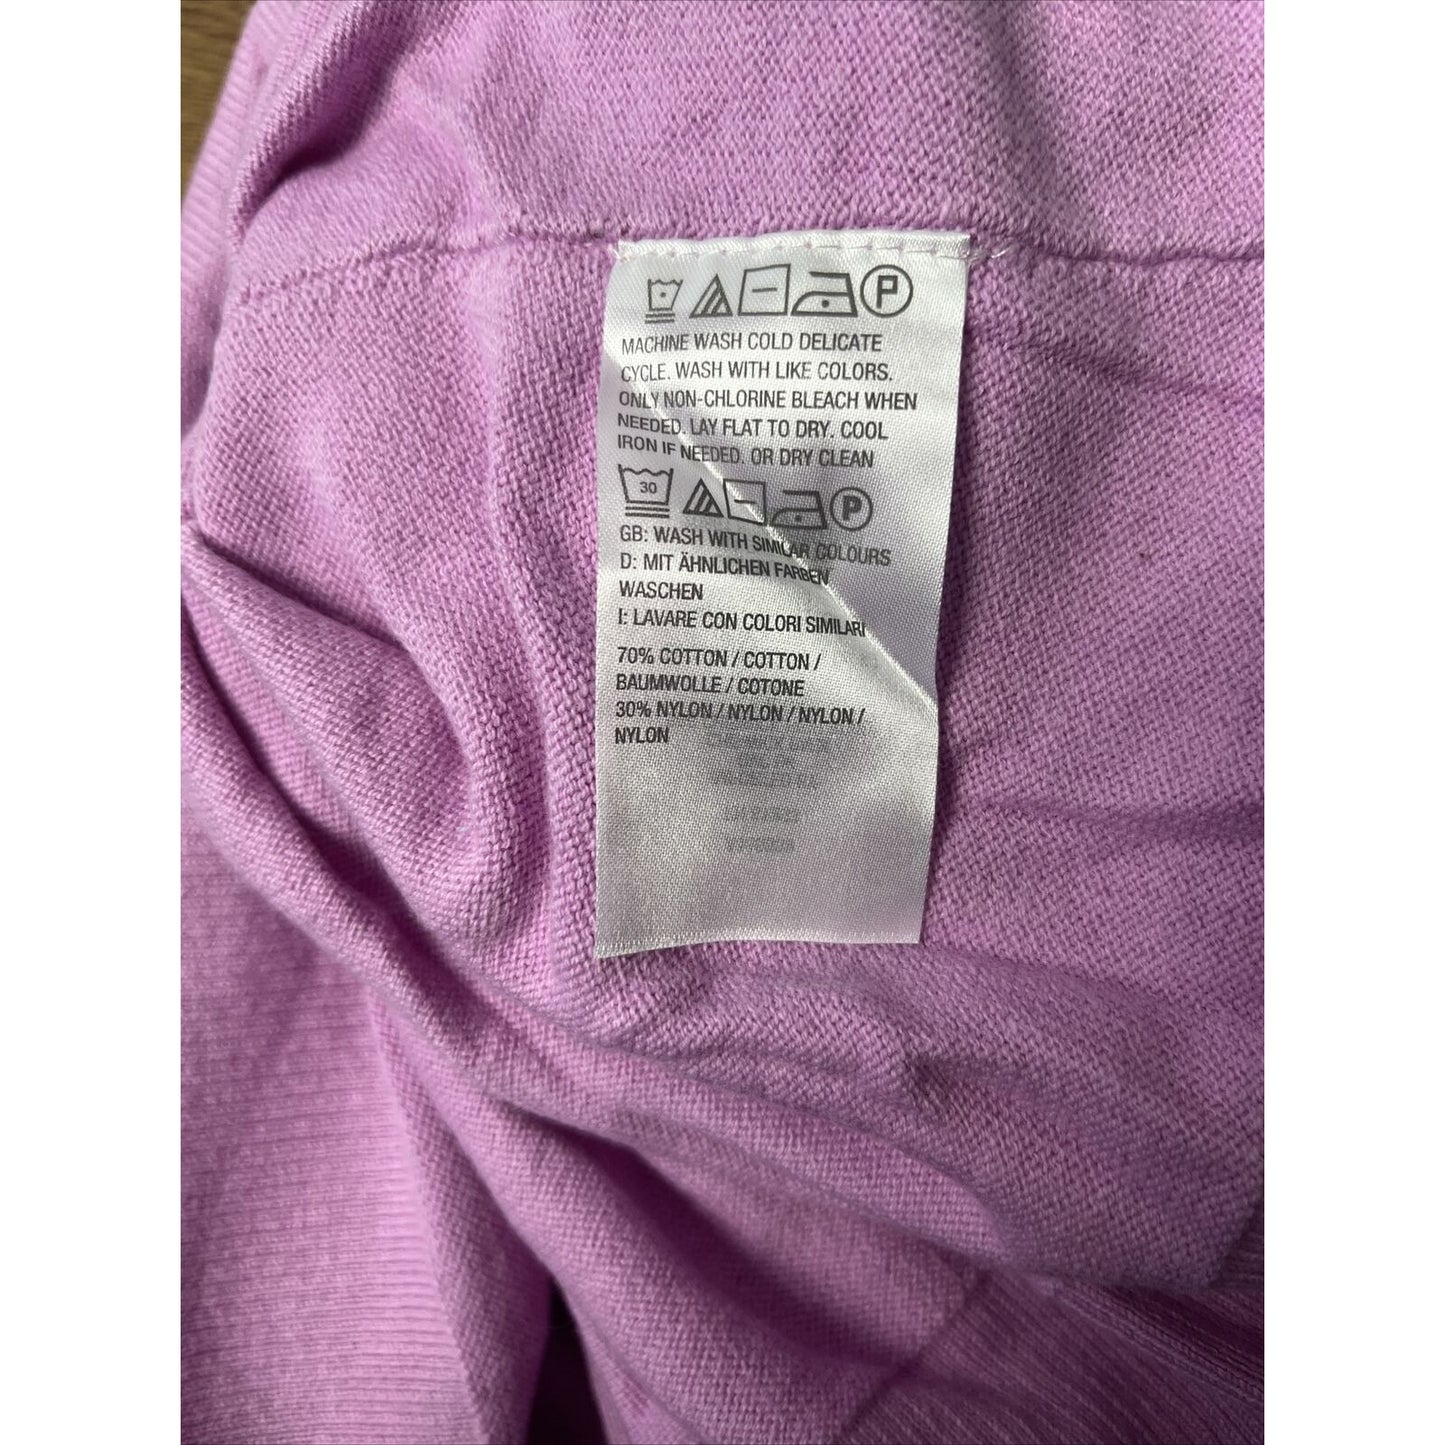 P
MACHINE WASH COLD DELICATE
CYCLE. WASH WITH LIKE COLORS.
ONLY NON-CHLORINE BLEACH WHEN
NEEDED. LAY FLAT TO DRY. COOL
IRON IF NEEDED. OR DRY CLEAN
30 P
GB: WASH WITH SIMILAR COLOURS
D: MIT ÄHNLICHEN FARBEN
WASCHEN
I: LAVARE CON COLORI SIMILARI
70% COTTON / COTTON /
BAUMWOLLE / COTONE
30% NYLON / NYLON / NYLON /
NYLON